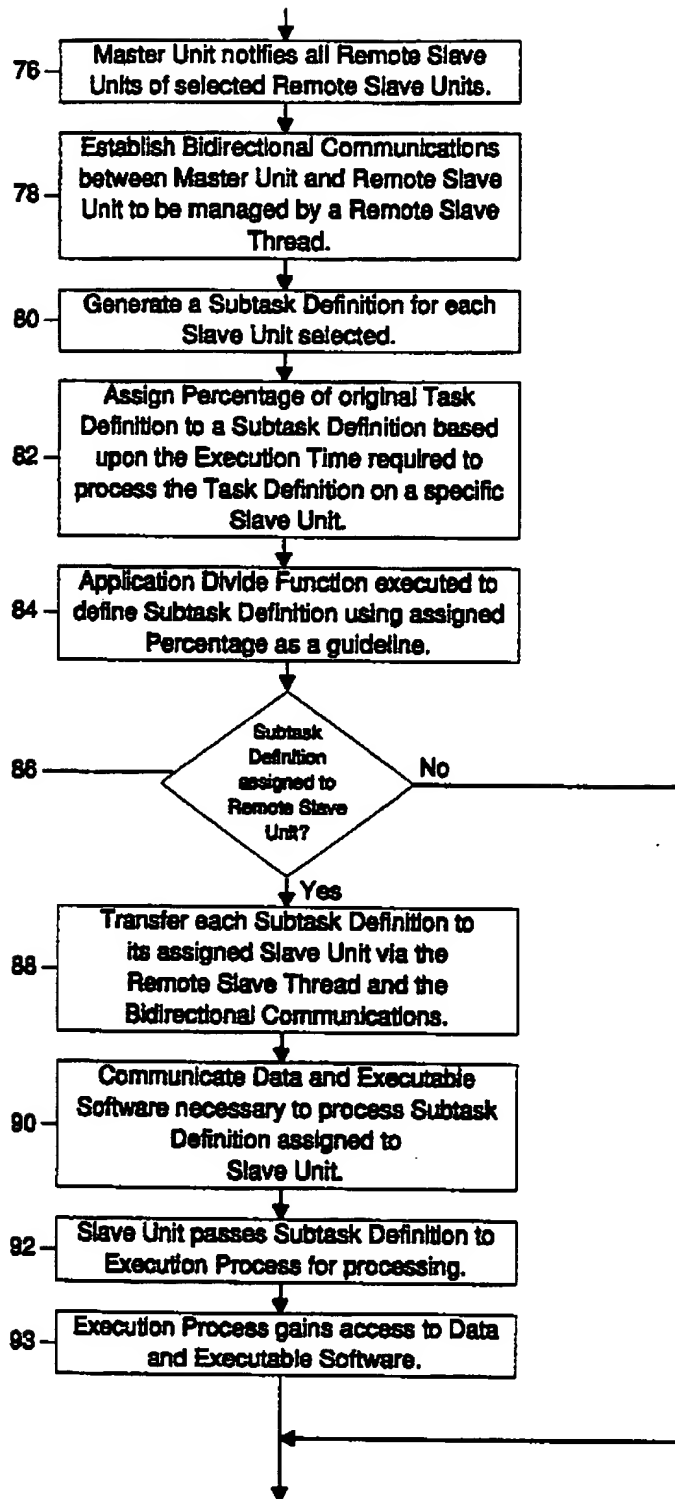 76
Master Unit notifies all Remote Slave
Units of selected Remote Slave Units.
78
Establish Bidirectional Communications
between Master Unit and Remote Slave
Unit to be managed by a Remote Slave
Thread.
80
Generate a Subtask Definition for each
Slave Unit selected.
82
Assign Percentage of original Task
Definition to a Subtask Definition based
upon the Execution Time required to
process the Task Definition on a specific
Slave Unit.
84
Application Divide Function executed to
define Subtask Definition using assigned
Percentage as a guideline.
86
Subtask
Definition
assigned to
Remote Slave
Unit?
No
Yes
88
Transfer each Subtask Definition to
its assigned Slave Unit via the
Remote Slave Thread and the
Bidirectional Communications.
90
Communicate Data and Executable
Software necessary to process Subtask
Definition assigned to
Slave Unit.
92
Slave Unit passes Subtask Definition to
Execution Process for processing.
93
Execution Process gains access to Data
and Executable Software.